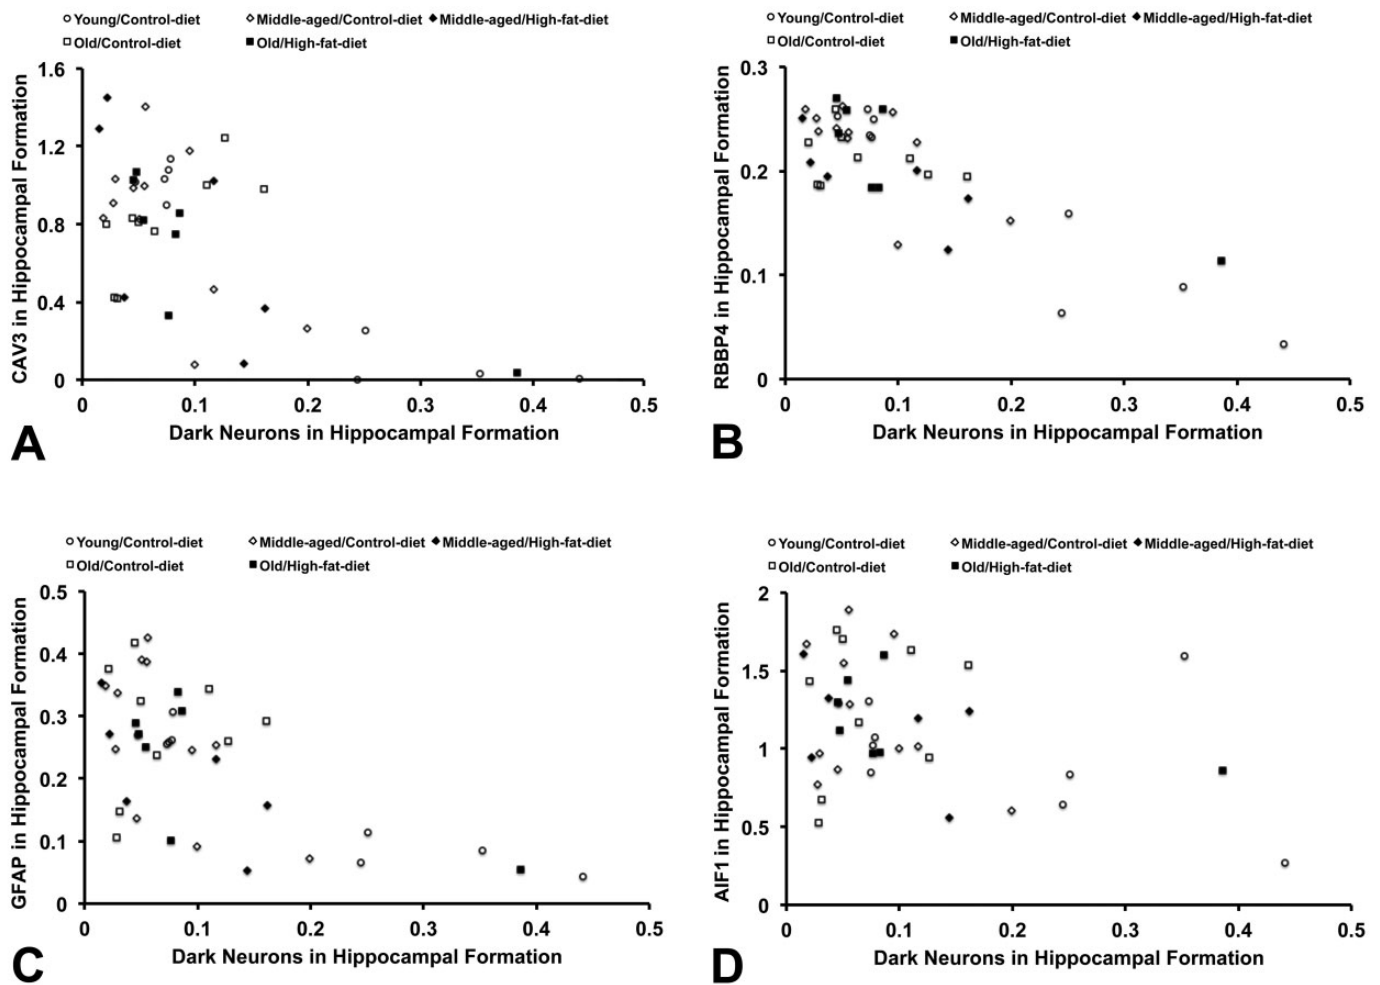 Young/Control-diet Middle-aged/Control-diet Middle-aged/High-fat-diet
Old/Control-diet Old/High-fat-diet
1.6
1.2
0.8
0.4
0
CAV3 in Hippocampal Formation
0 0.1 0.2 0.3 0.4 0.5
Dark Neurons in Hippocampal Formation
A
Young/Control-diet Middle-aged/Control-diet Middle-aged/High-fat-diet
Old/Control-diet Old/High-fat-diet
0.3
0.2
0.1
0
RBBP4 in Hippocampal Formation
0 0.1 0.2 0.3 0.4 0.5
Dark Neurons in Hippocampal Formation
B
Young/Control-diet Middle-aged/Control-diet Middle-aged/High-fat-diet
Old/Control-diet Old/High-fat-diet
0.5
0.4
0.3
0.2
0.1
0
GFAP in Hippocampal Formation
0 0.1 0.2 0.3 0.4 0.5
Dark Neurons in Hippocampal Formation
C
Young/Control-diet Middle-aged/Control-diet Middle-aged/High-fat-diet
Old/Control-diet Old/High-fat-diet
2
1.5
1
0.5
0
AIF1 in Hippocampal Formation
0 0.1 0.2 0.3 0.4 0.5
Dark Neurons in Hippocampal Formation
D